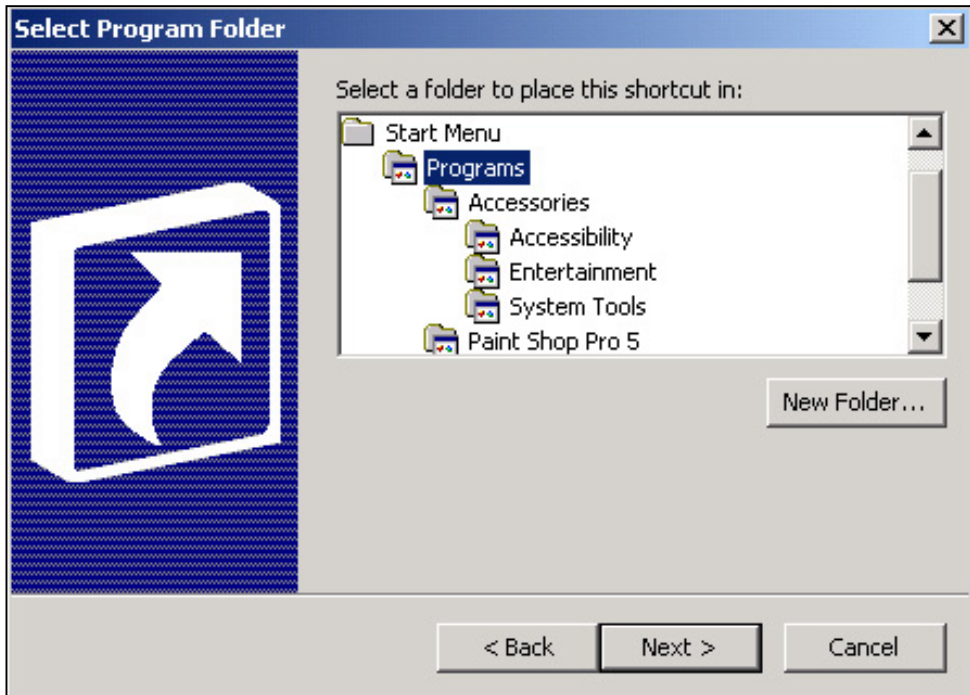 Select Program Folder
Select a folder to place this shortcut in:
Start Menu
Programs
Accessories
Accessibility
Entertainment
System Tools
Paint Shop Pro 5
New Folder...
< Back
Next >
Cancel